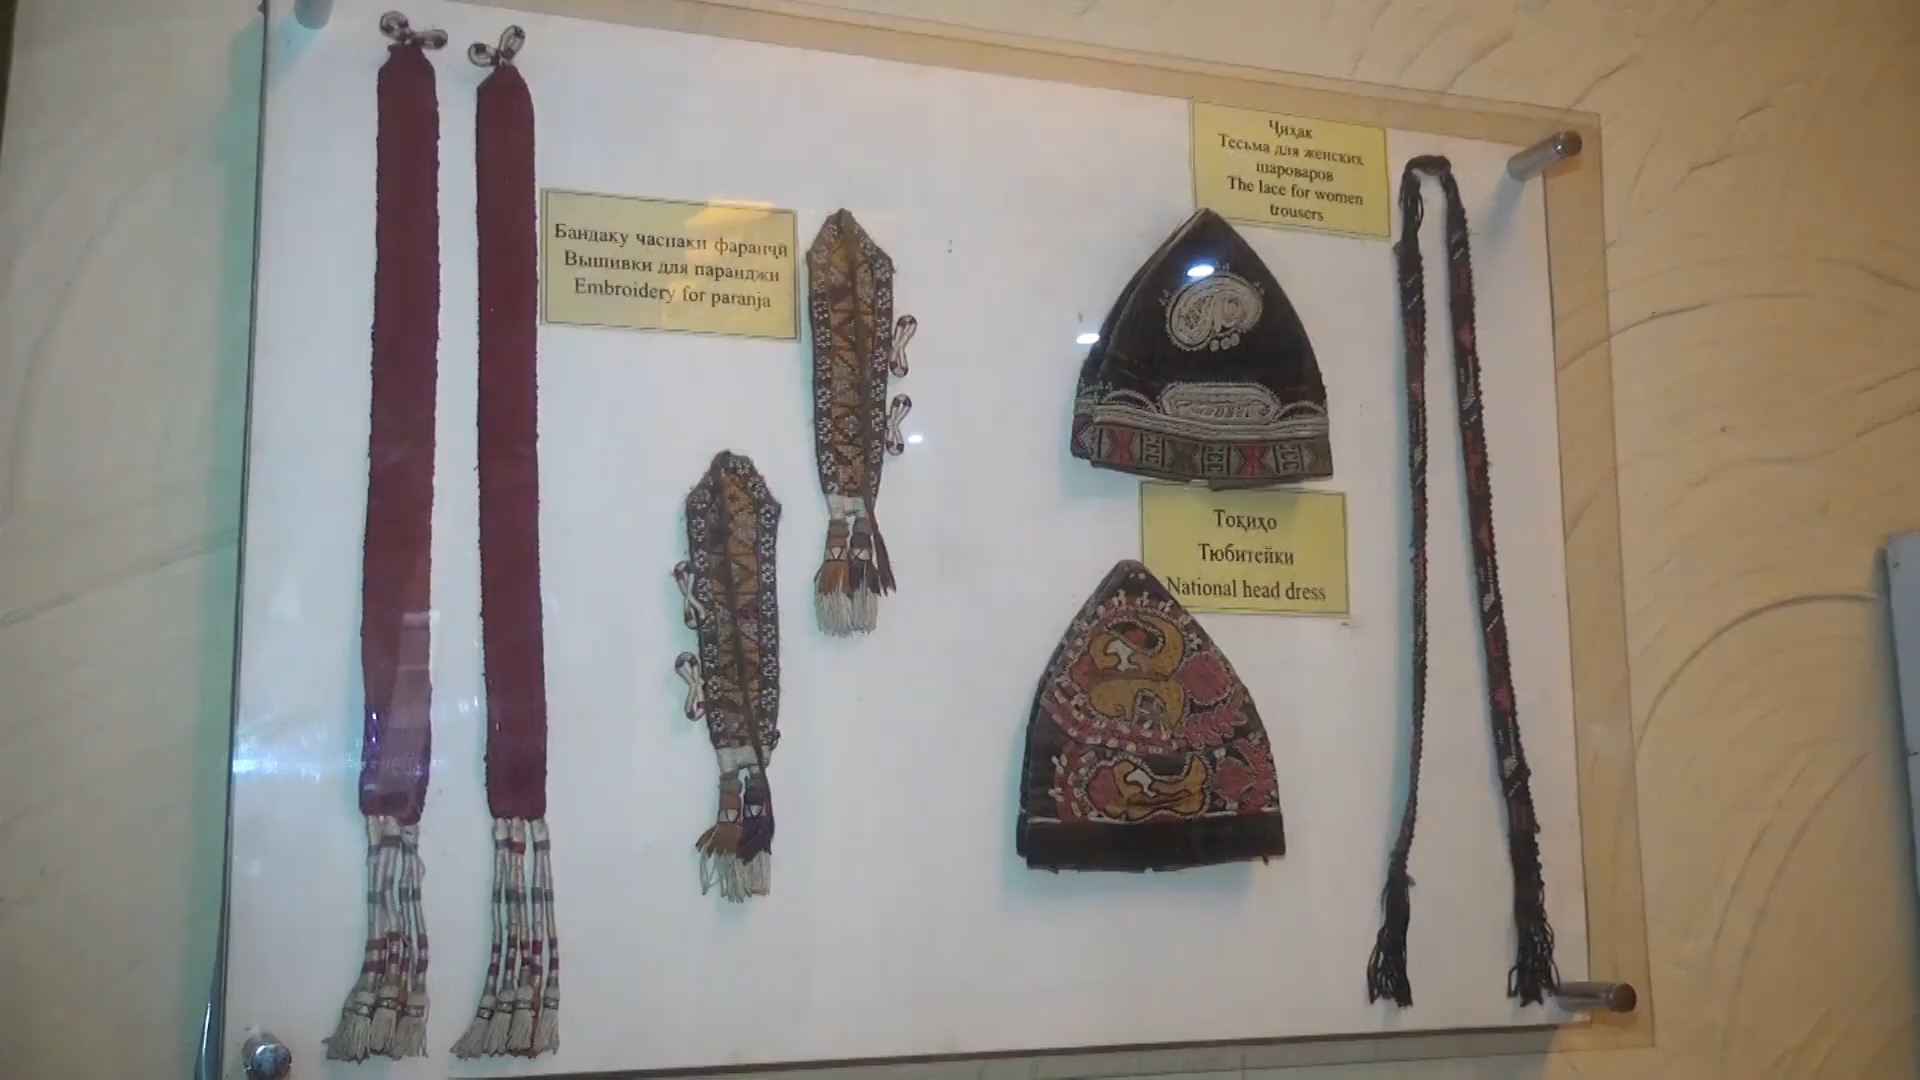 Бандаку часпаки фаранҷӣ
Вышивки для паранджи
Embroidery for paranja
Ҷиҳак
Тесьма для женских
шароваров
The lace for women
trousers
Тоқиҳо
Тюбитейки
National head dress